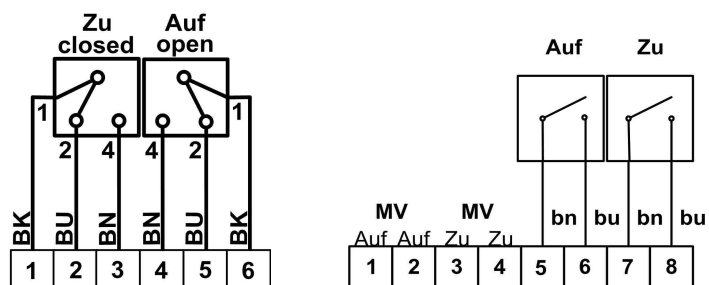 Zu Auf
closed open
1 1
2 4 4 2
BK BU BN BN BU BK
1 2 3 4 5 6
Auf Zu
bn bu bn bu
MV MV
Auf Auf Zu Zu
1 2 3 4 5 6 7 8